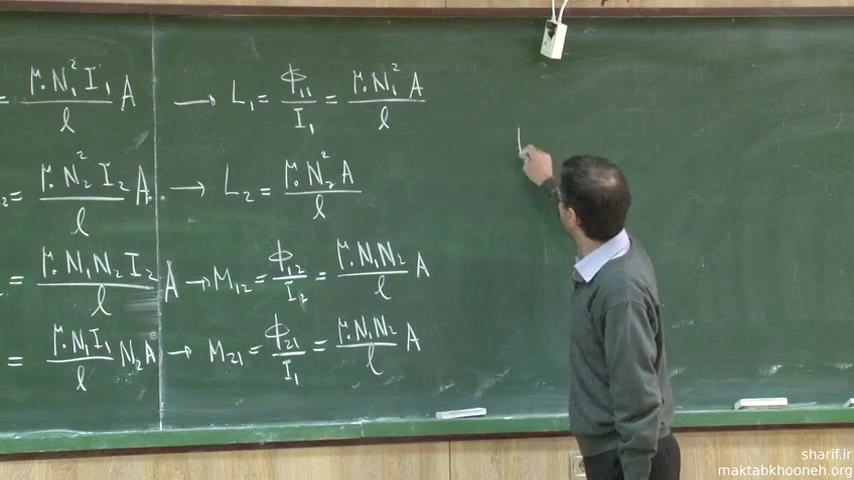 = μ₀N₁²I₁/ℓ A → L₁ = Φ₁₁/I₁ = μ₀N₁²A/ℓ
₂ = μ₀N₂²I₂/ℓ A → L₂ = μ₀N₂²A/ℓ
= μ₀N₁N₂I₂/ℓ A → M₁₂ = Φ₁₂/I₂ = μ₀N₁N₂/ℓ A
= μ₀N₁I₁/ℓ N₂A → M₂₁ = Φ₂₁/I₁ = μ₀N₁N₂/ℓ A
sharif.ir
maktabkhooneh.org